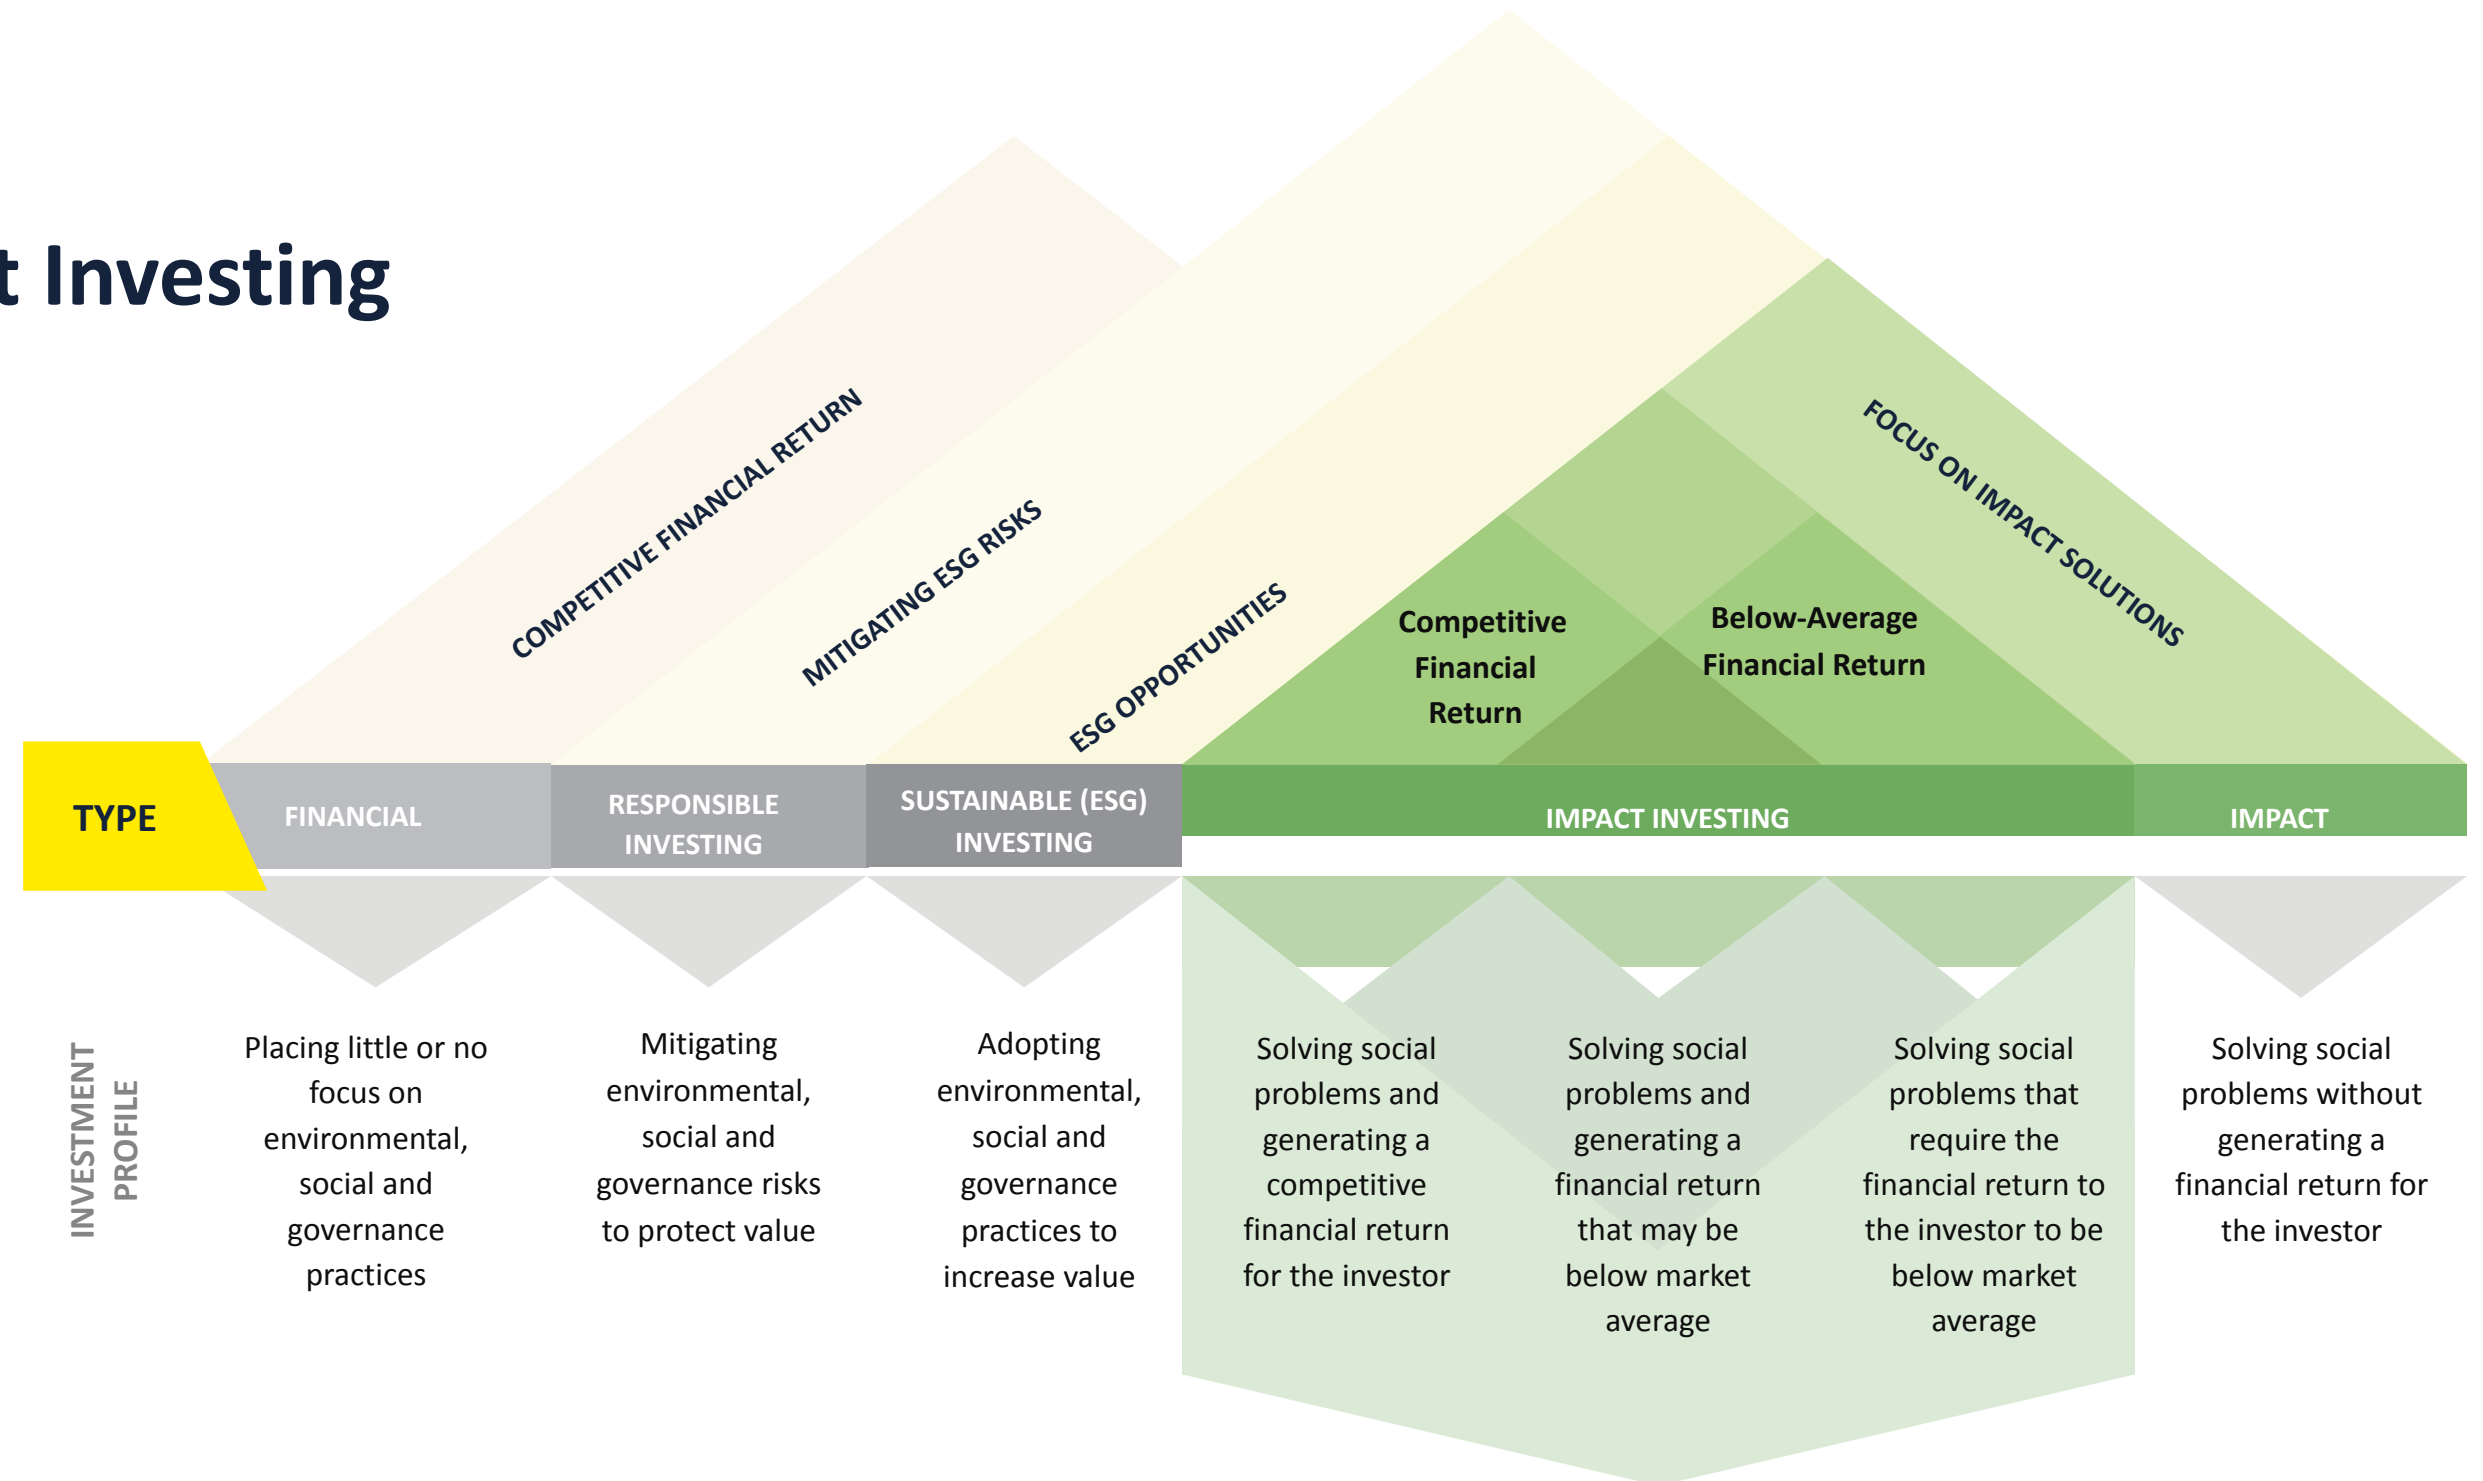 t Investing
COMPETITIVE FINANCIAL RETURN
MITIGATING ESG RISKS
ESG OPPORTUNITIES
FOCUS ON IMPACT SOLUTIONS
Competitive
Financial
Return
Below-Average
Financial Return
TYPE
FINANCIAL
RESPONSIBLE
INVESTING
SUSTAINABLE (ESG)
INVESTING
IMPACT INVESTING
IMPACT
INVESTMENT
PROFILE
Placing little or no
focus on
environmental,
social and
governance
practices
Mitigating
environmental,
social and
governance risks
to protect value
Adopting
environmental,
social and
governance
practices to
increase value
Solving social
problems and
generating a
competitive
financial return
for the investor
Solving social
problems and
generating a
financial return
that may be
below market
average
Solving social
problems that
require the
financial return to
the investor to be
below market
average
Solving social
problems without
generating a
financial return for
the investor